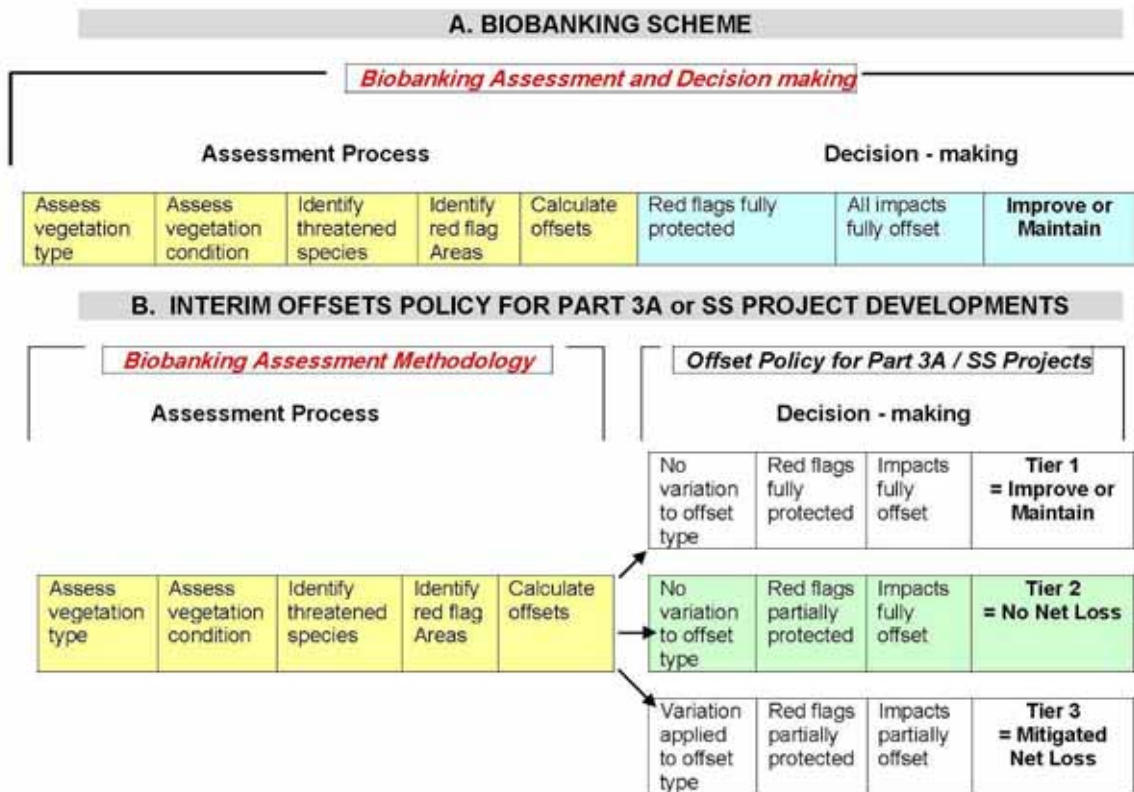 A. BIOBANKING SCHEME
Biobanking Assessment and Decision making
Assessment Process
Decision - making
Assess
vegetation
type
Assess
vegetation
condition
Identify
threatened
species
Identify
red flag
Areas
Calculate
offsets
Red flags fully
protected
All impacts
fully offset
Improve or
Maintain
B. INTERIM OFFSETS POLICY FOR PART 3A or SS PROJECT DEVELOPMENTS
Biobanking Assessment Methodology
Assessment Process
Offset Policy for Part 3A / SS Projects
Decision - making
Assess
vegetation
type
Assess
vegetation
condition
Identify
threatened
species
Identify
red flag
Areas
Calculate
offsets
No
variation
to offset
type
Red flags
fully
protected
Impacts
fully
offset
Tier 1
= Improve or
Maintain
No
variation
to offset
type
Red flags
partially
protected
Impacts
fully
offset
Tier 2
= No Net Loss
Variation
applied
to offset
type
Red flags
partially
protected
Impacts
partially
offset
Tier 3
= Mitigated
Net Loss